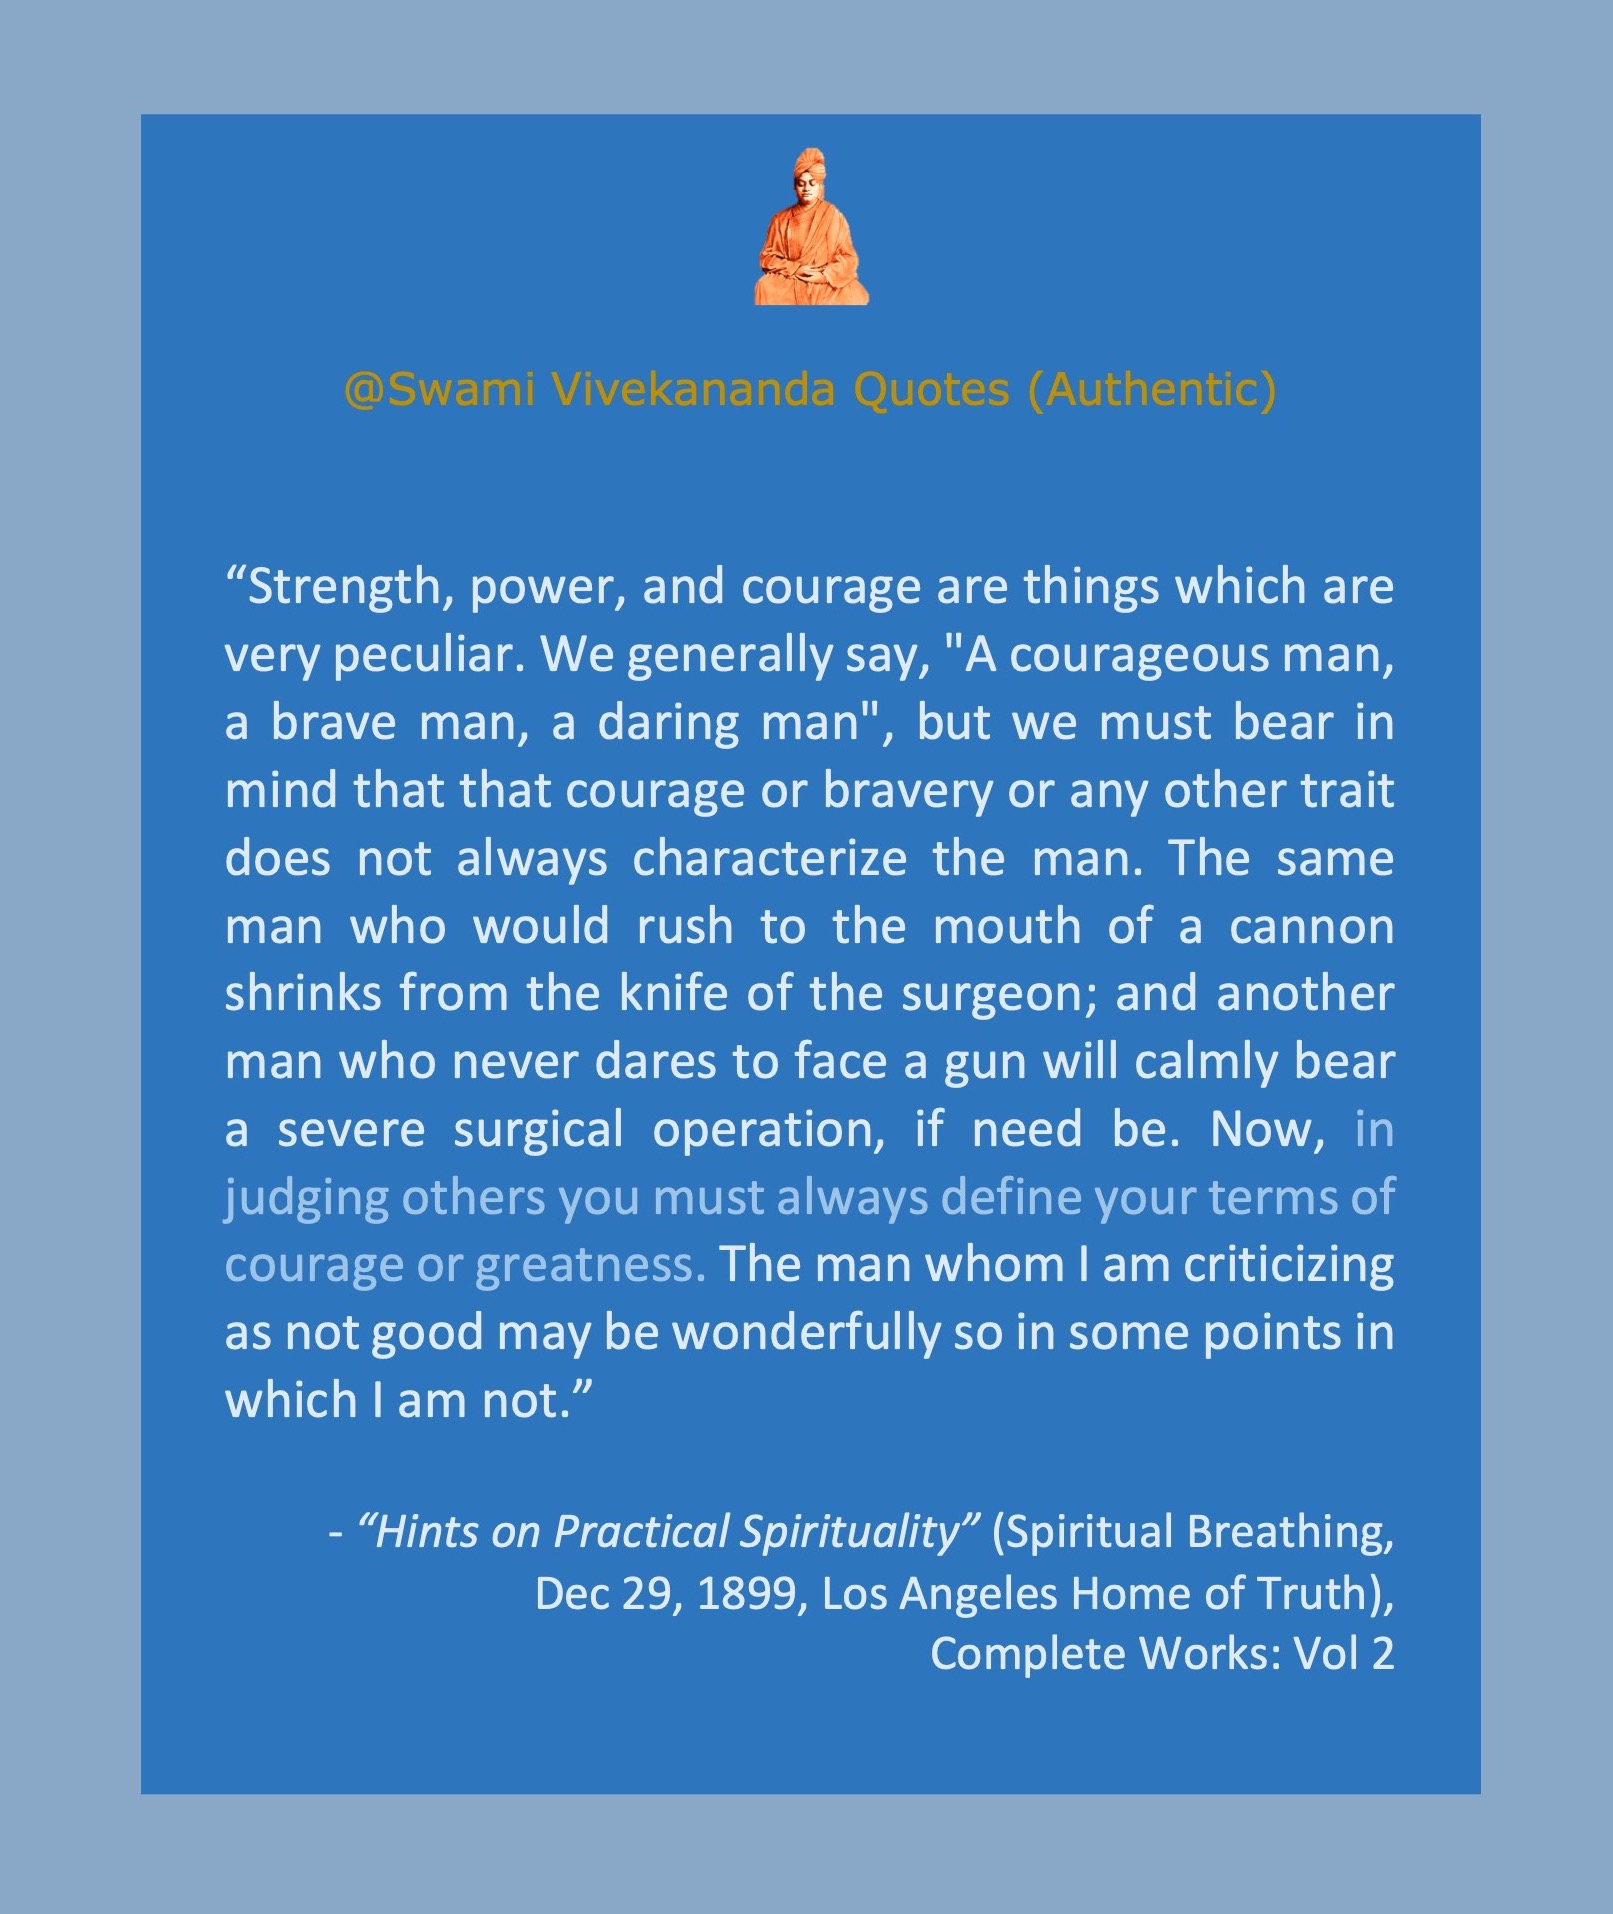 @Swami Vivekananda Quotes (Authentic)
“Strength, power, and courage are things which are
very peculiar. We generally say, "A courageous man,
a brave man, a daring man", but we must bear in
mind that that courage or bravery or any other trait
does not always characterize the man. The same
man who would rush to the mouth of a cannon
shrinks from the knife of the surgeon; and another
man who never dares to face a gun will calmly bear
a severe surgical operation, if need be. Now, in
judging others you must always define your terms of
courage or greatness. The man whom I am criticizing
as not good may be wonderfully so in some points in
which I am not.”
- “Hints on Practical Spirituality” (Spiritual Breathing,
Dec 29, 1899, Los Angeles Home of Truth),
Complete Works: Vol 2